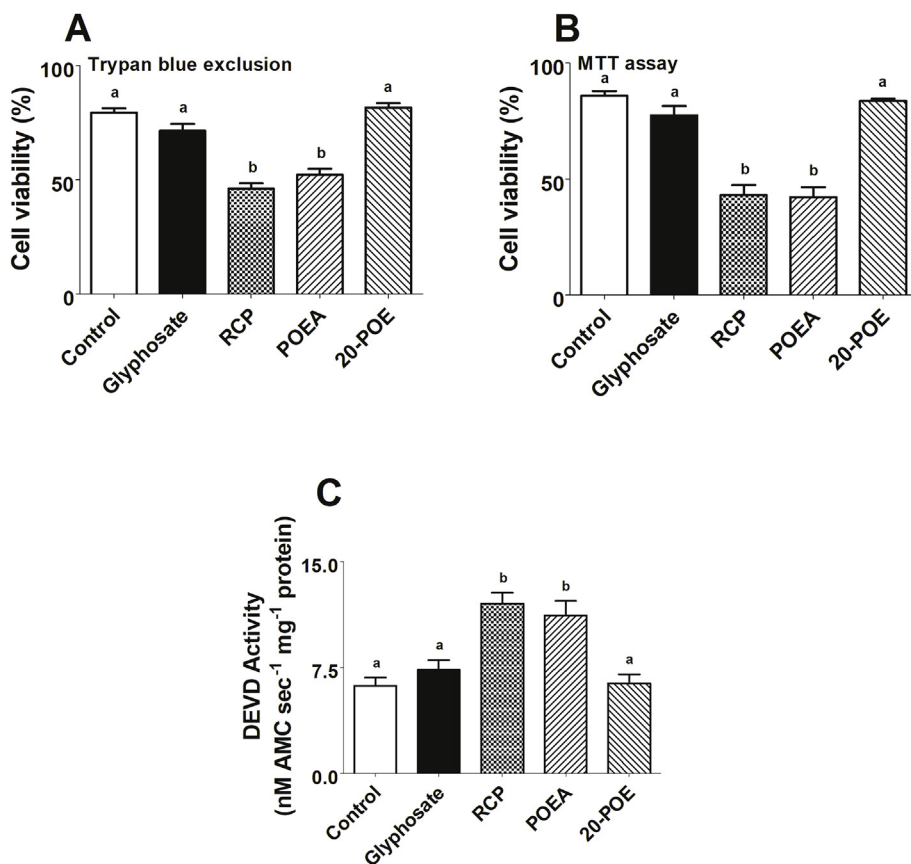 A
Trypan blue exclusion
Cell viability (%)
100
50
0
a
a
b
b
a
Control
Glyphosate
RCP
POEA
20-POE
B
MTT assay
Cell viability (%)
100
50
0
a
a
b
b
a
Control
Glyphosate
RCP
POEA
20-POE
C
DEVD Activity
(nM AMC sec⁻¹ mg⁻¹ protein)
15.0
7.5
0.0
a
a
b
b
a
Control
Glyphosate
RCP
POEA
20-POE